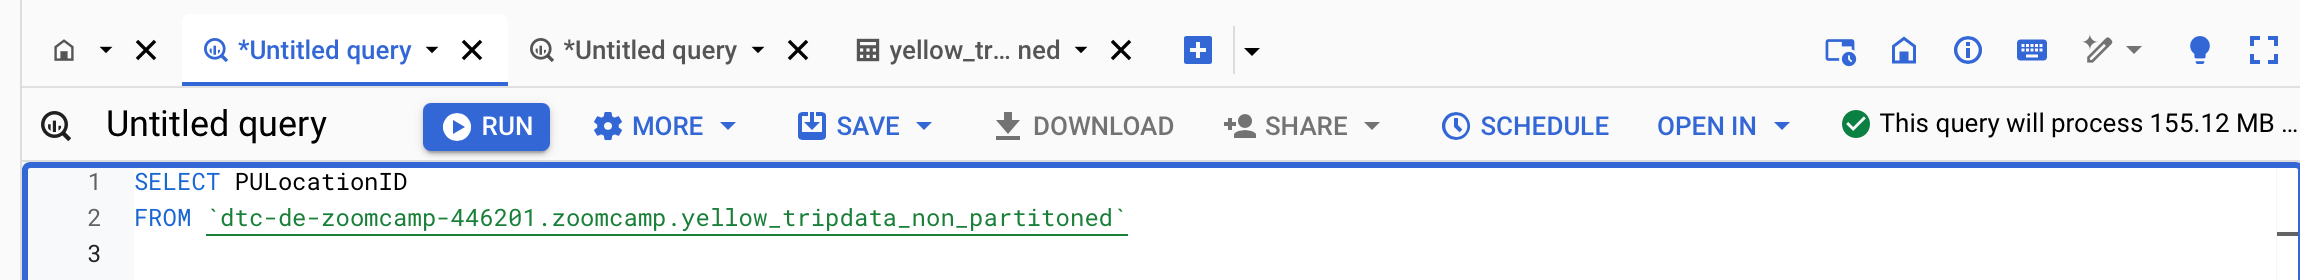 *Untitled query *Untitled query yellow_tr... ned
Untitled query RUN MORE SAVE DOWNLOAD SHARE SCHEDULE OPEN IN This query will process 155.12 MB ...
1 SELECT PULocationID
2 FROM `dtc-de-zoomcamp-446201.zoomcamp.yellow_tripdata_non_partitoned`
3